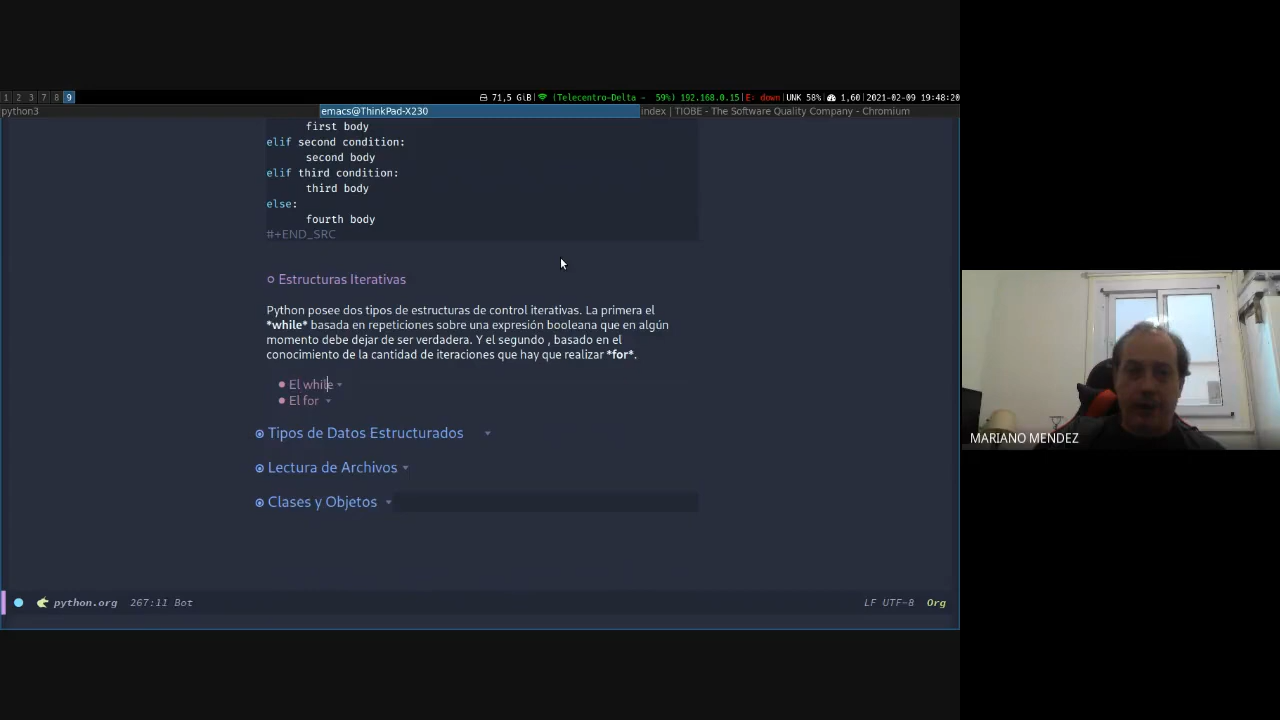 1 2 3 7 8 9
71,5 GiB| |(Telecentro-Delta - 59%) 192.168.0.15|E: down|UNK 58%| 1,60|2021-02-09 19:48:20
python3
emacs@ThinkPad-X230
index | TIOBE - The Software Quality Company - Chromium
first body
elif second condition:
second body
elif third condition:
third body
else:
fourth body
#+END_SRC
Estructuras Iterativas
Python posee dos tipos de estructuras de control iterativas. La primera el
*while* basada en repeticiones sobre una expresión booleana que en algún
momento debe dejar de ser verdadera. Y el segundo , basado en el
conocimiento de la cantidad de iteraciones que hay que realizar *for*.
El while
El for
Tipos de Datos Estructurados
Lectura de Archivos
Clases y Objetos
python.org 267:11 Bot
LF UTF-8 Org
MARIANO MENDEZ